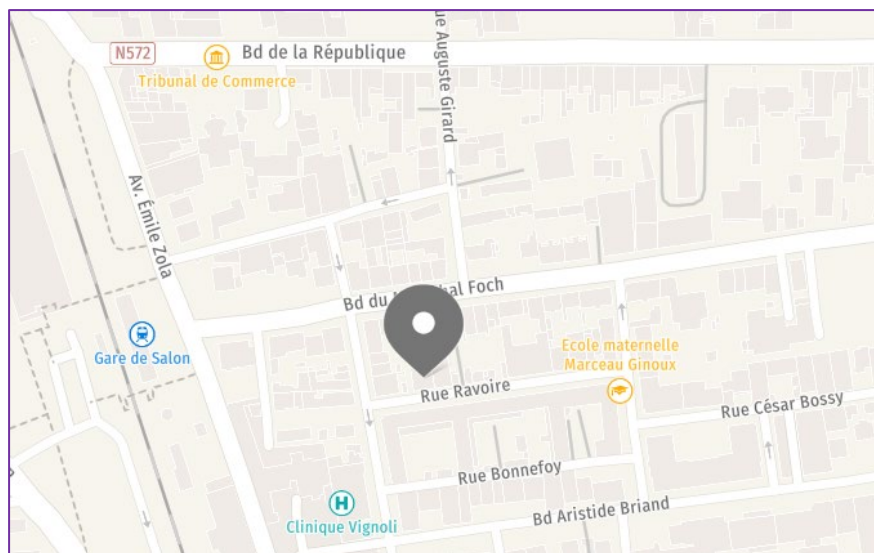 N572
Bd de la République
Tribunal de Commerce
ue Auguste Girard
Av. Émile Zola
Bd du M
hal Foch
Gare de Salon
Ecole maternelle
Marceau Ginoux
Rue Ravoire
Rue César Bossy
Rue Bonnefoy
H
Clinique Vignoli
Bd Aristide Briand